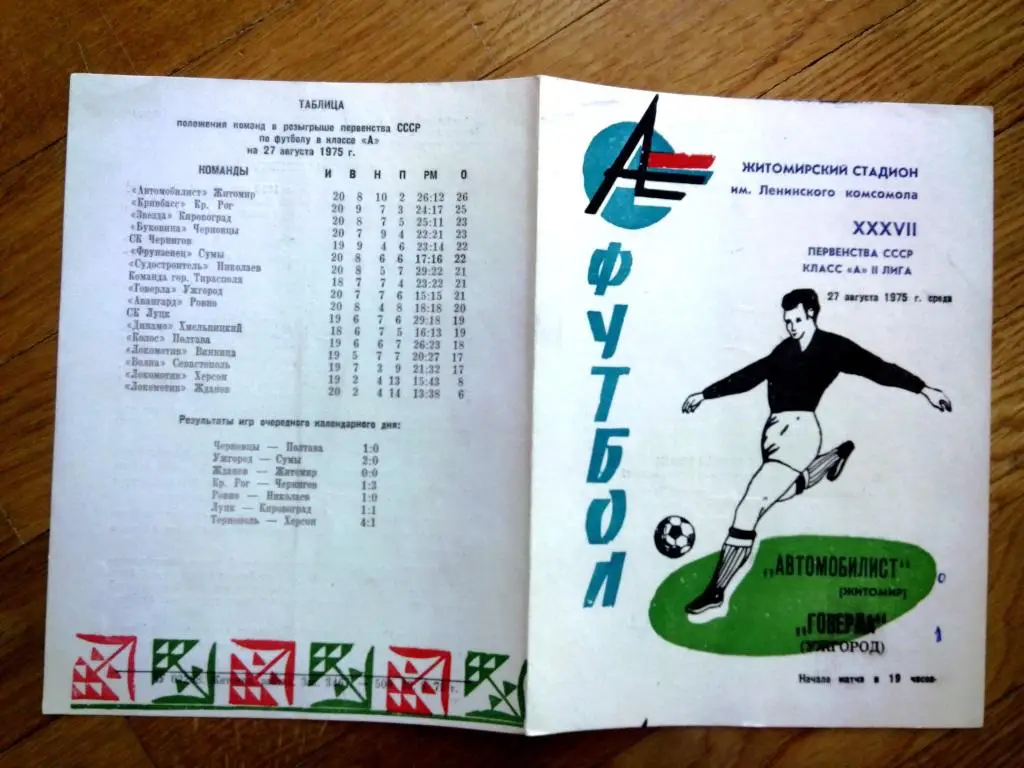 ТАБЛИЦА
положения команд в розыгрыше первенства СССР
по футболу в классе «А»
на 27 августа 1975 г.
КОМАНДЫ И В Н П РМ О
«Автомобилист» Житомир 20 8 10 2 26:12 26
«Кривбасс» Кр. Рог 20 9 7 3 24:17 25
«Звезда» Кировоград 20 8 7 5 25:11 23
«Буковина» Черновцы 20 7 9 4 22:21 23
СК Чернигов 19 9 4 6 23:14 22
«Фрунзенец» Сумы 20 8 6 6 17:16 22
«Судостроитель» Николаев 20 8 5 7 29:22 21
Команда гор. Тирасполя 18 7 7 4 23:22 21
«Говерла» Ужгород 20 7 7 6 15:15 21
«Авангард» Ровно 20 8 4 8 18:18 20
СК Луцк 19 6 7 6 29:18 19
«Динамо» Хмельницкий 18 6 7 5 16:13 19
«Колос» Полтава 19 6 6 7 26:23 18
«Локомотив» Винница 19 5 7 7 20:27 17
«Волна» Севастополь 19 7 3 9 21:32 17
«Локомотив» Херсон 19 2 4 13 15:43 8
«Локомотив» Жданов 20 2 4 14 13:38 6
Результаты игр очередного календарного дня:
Черновцы — Полтава 1:0
Ужгород — Сумы 2:0
Жданов — Житомир 0:0
Кр. Рог — Чернигов 1:3
Ровно — Николаев 1:0
Луцк — Кировоград 1:1
Тернополь — Херсон 4:1
ФУТБОЛ
ЖИТОМИРСКИЙ СТАДИОН
им. Ленинского комсомола
XXXVII
ПЕРВЕНСТВА СССР
КЛАСС «А» II ЛИГА
27 августа 1975 г. среда
„АВТОМОБИЛИСТ" 0
(ЖИТОМИР)
„ГОВЕРЛА" 1
(УЖГОРОД)
Начало матча в 19 часов